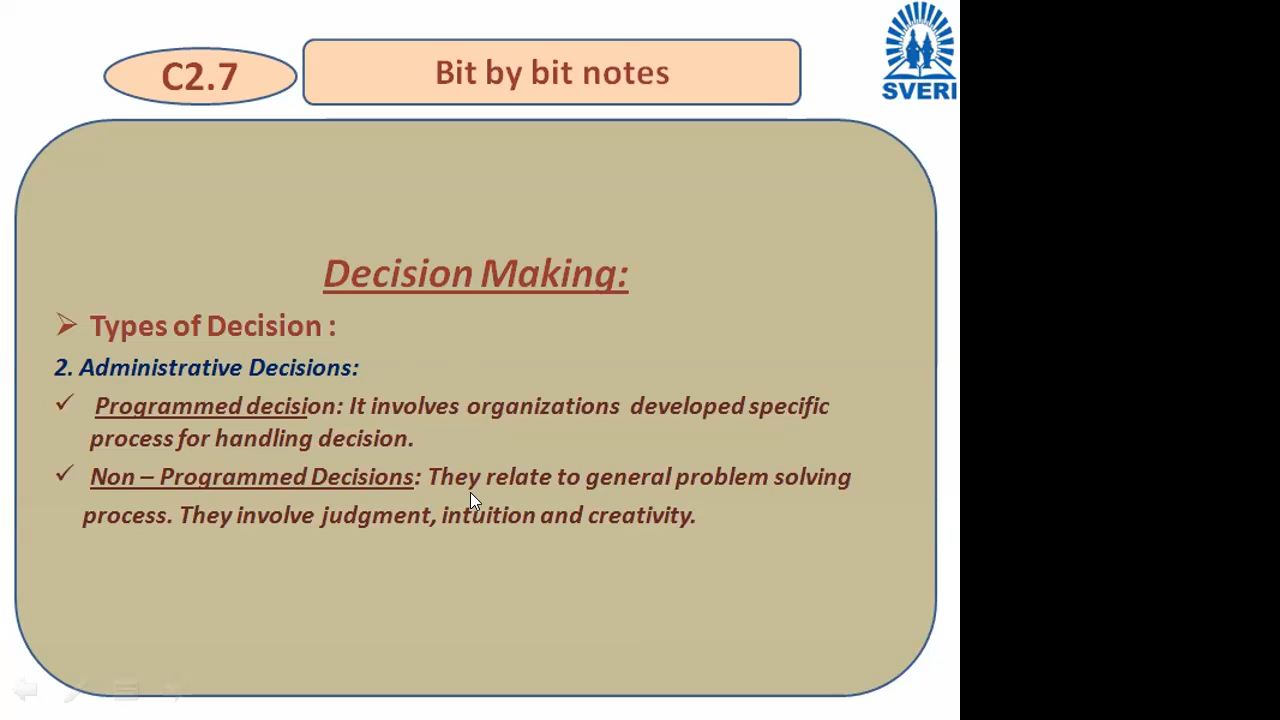 C2.7
Bit by bit notes
SVERI
Decision Making:
Types of Decision :
2. Administrative Decisions:
Programmed decision: It involves organizations developed specific
process for handling decision.
Non – Programmed Decisions: They relate to general problem solving
process. They involve judgment, intuition and creativity.